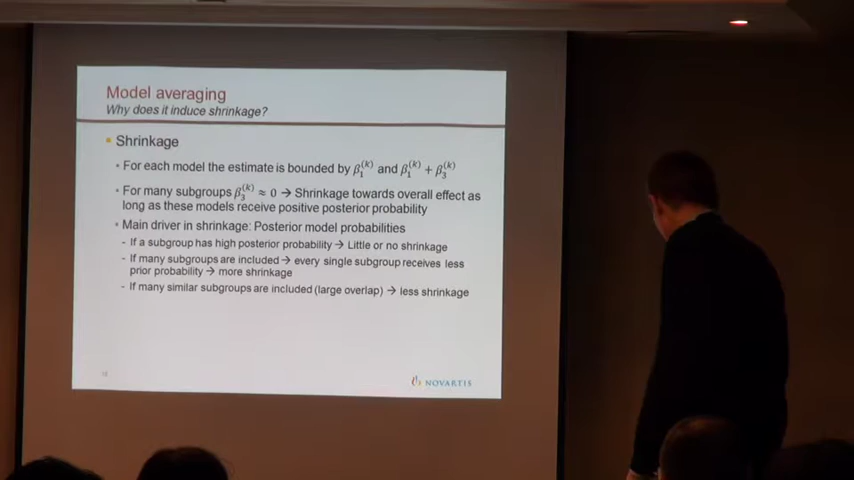 Model averaging
Why does it induce shrinkage?
▪ Shrinkage
• For each model the estimate is bounded by β₁⁽ᵏ⁾ and β₁⁽ᵏ⁾ + β₃⁽ᵏ⁾
• For many subgroups β₃⁽ᵏ⁾ ≈ 0 → Shrinkage towards overall effect as
long as these models receive positive posterior probability
• Main driver in shrinkage: Posterior model probabilities
- If a subgroup has high posterior probability → Little or no shrinkage
- If many subgroups are included → every single subgroup receives less
prior probability → more shrinkage
- If many similar subgroups are included (large overlap) → less shrinkage
NOVARTIS